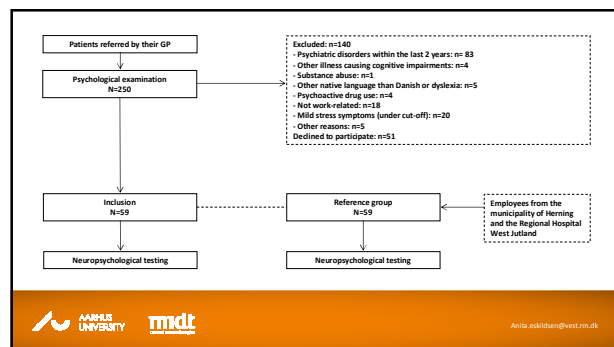 Patients referred by their GP
Psychological examination
N=250
Excluded: n=140
- Psychiatric disorders within the last 2 years: n= 83
- Other illness causing cognitive impairments: n=4
- Substance abuse: n=1
- Other native language than Danish or dyslexia: n=5
- Psychoactive drug use: n=4
- Not work-related: n=18
- Mild stress symptoms (under cut-off): n=20
- Other reasons: n=5
Declined to participate: n=51
Inclusion
N=59
Reference group
N=59
Employees from the
municipality of Herning
and the Regional Hospital
West Jutland
Neuropsychological testing
Neuropsychological testing
AARHUS
UNIVERSITY
midt
Anita.eskildsen@vest.rm.dk